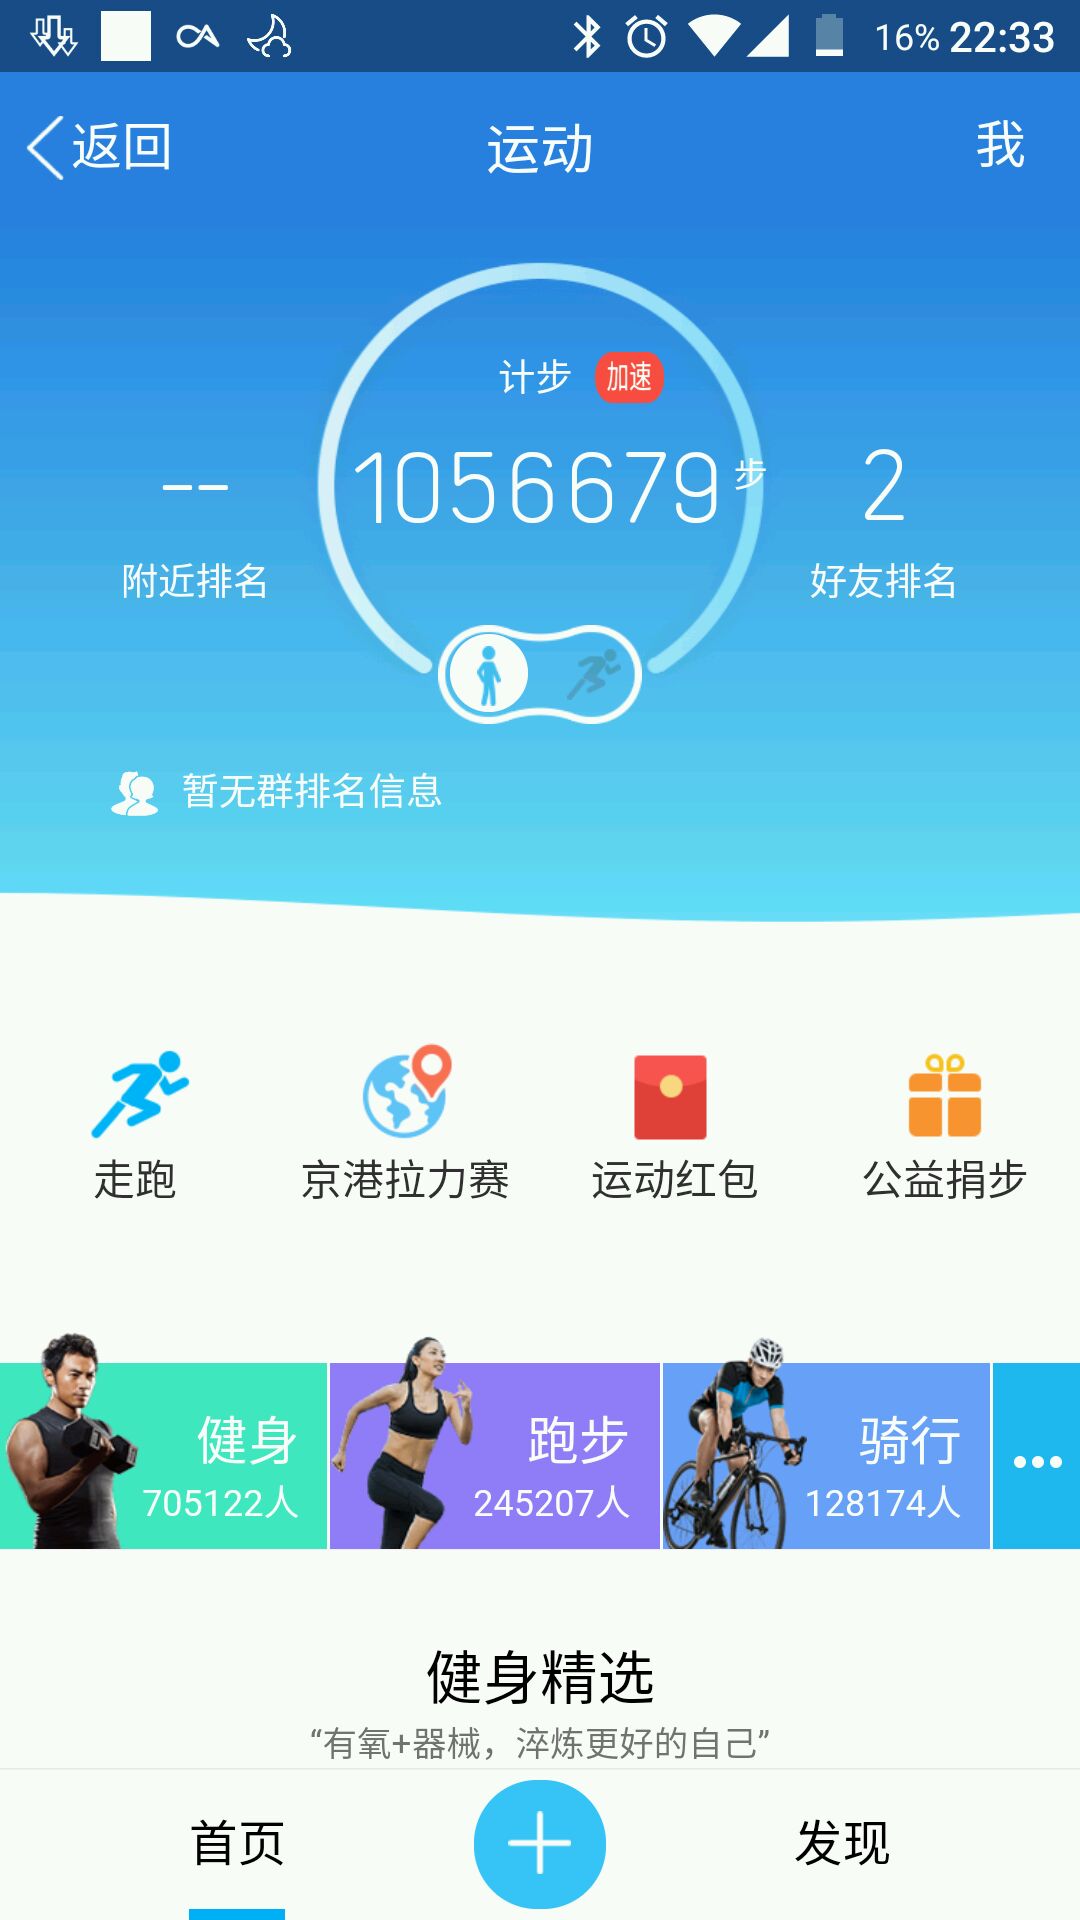 16% 22:33
返回 运动 我
计步 加速
-- 1056679 步 2
附近排名 好友排名
暂无群排名信息
走跑 京港拉力赛 运动红包 公益捐步
健身 跑步 骑行
705122人 245207人 128174人
健身精选
“有氧+器械，淬炼更好的自己”
首页 发现